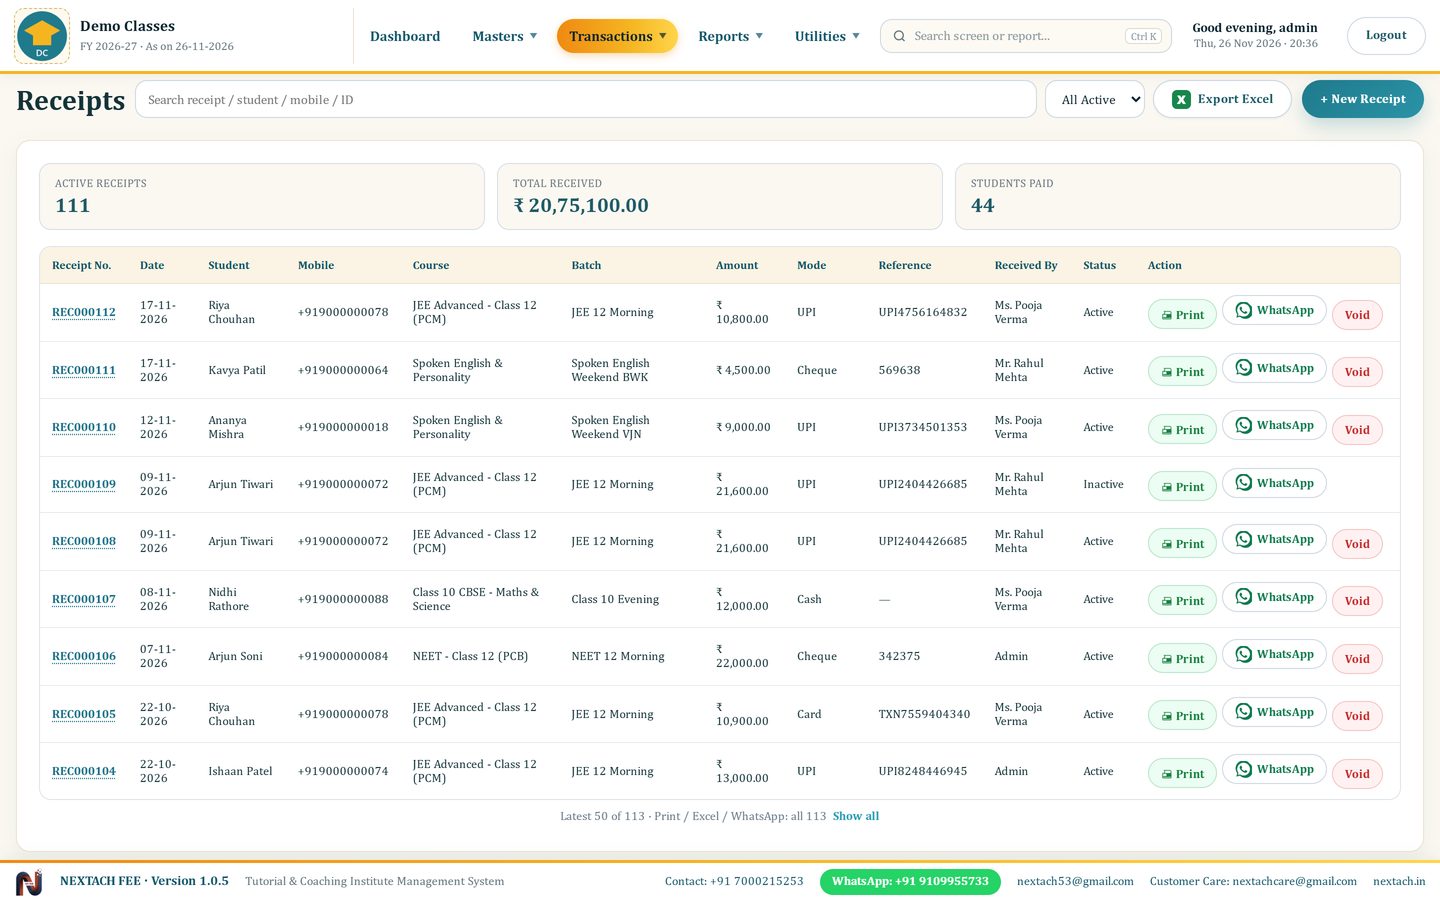 DC
Demo Classes
FY 2026-27 · As on 26-11-2026
Dashboard
Masters
Transactions
Reports
Utilities
Search screen or report...
Ctrl K
Good evening, admin
Thu, 26 Nov 2026 · 20:36
Logout
Receipts
Search receipt / student / mobile / ID
All Active
X Export Excel
+ New Receipt
ACTIVE RECEIPTS
111
TOTAL RECEIVED
₹ 20,75,100.00
STUDENTS PAID
44
Receipt No. Date Student Mobile Course Batch Amount Mode Reference Received By Status Action
REC000112 17-11-2026 Riya Chouhan +919000000078 JEE Advanced - Class 12 (PCM) JEE 12 Morning ₹ 10,800.00 UPI UPI4756164832 Ms. Pooja Verma Active Print WhatsApp Void
REC000111 17-11-2026 Kavya Patil +919000000064 Spoken English & Personality Spoken English Weekend BWK ₹ 4,500.00 Cheque 569638 Mr. Rahul Mehta Active Print WhatsApp Void
REC000110 12-11-2026 Ananya Mishra +919000000018 Spoken English & Personality Spoken English Weekend VJN ₹ 9,000.00 UPI UPI3734501353 Ms. Pooja Verma Active Print WhatsApp Void
REC000109 09-11-2026 Arjun Tiwari +919000000072 JEE Advanced - Class 12 (PCM) JEE 12 Morning ₹ 21,600.00 UPI UPI2404426685 Mr. Rahul Mehta Inactive Print WhatsApp
REC000108 09-11-2026 Arjun Tiwari +919000000072 JEE Advanced - Class 12 (PCM) JEE 12 Morning ₹ 21,600.00 UPI UPI2404426685 Mr. Rahul Mehta Active Print WhatsApp Void
REC000107 08-11-2026 Nidhi Rathore +919000000088 Class 10 CBSE - Maths & Science Class 10 Evening ₹ 12,000.00 Cash — Ms. Pooja Verma Active Print WhatsApp Void
REC000106 07-11-2026 Arjun Soni +919000000084 NEET - Class 12 (PCB) NEET 12 Morning ₹ 22,000.00 Cheque 342375 Admin Active Print WhatsApp Void
REC000105 22-10-2026 Riya Chouhan +919000000078 JEE Advanced - Class 12 (PCM) JEE 12 Morning ₹ 10,900.00 Card TXN7559404340 Ms. Pooja Verma Active Print WhatsApp Void
REC000104 22-10-2026 Ishaan Patel +919000000074 JEE Advanced - Class 12 (PCM) JEE 12 Morning ₹ 13,000.00 UPI UPI8248446945 Admin Active Print WhatsApp Void
Latest 50 of 113 · Print / Excel / WhatsApp: all 113 Show all
N
NEXTACH FEE · Version 1.0.5
Tutorial & Coaching Institute Management System
Contact: +91 7000215253
WhatsApp: +91 9109955733
nextach53@gmail.com
Customer Care: nextachcare@gmail.com
nextach.in